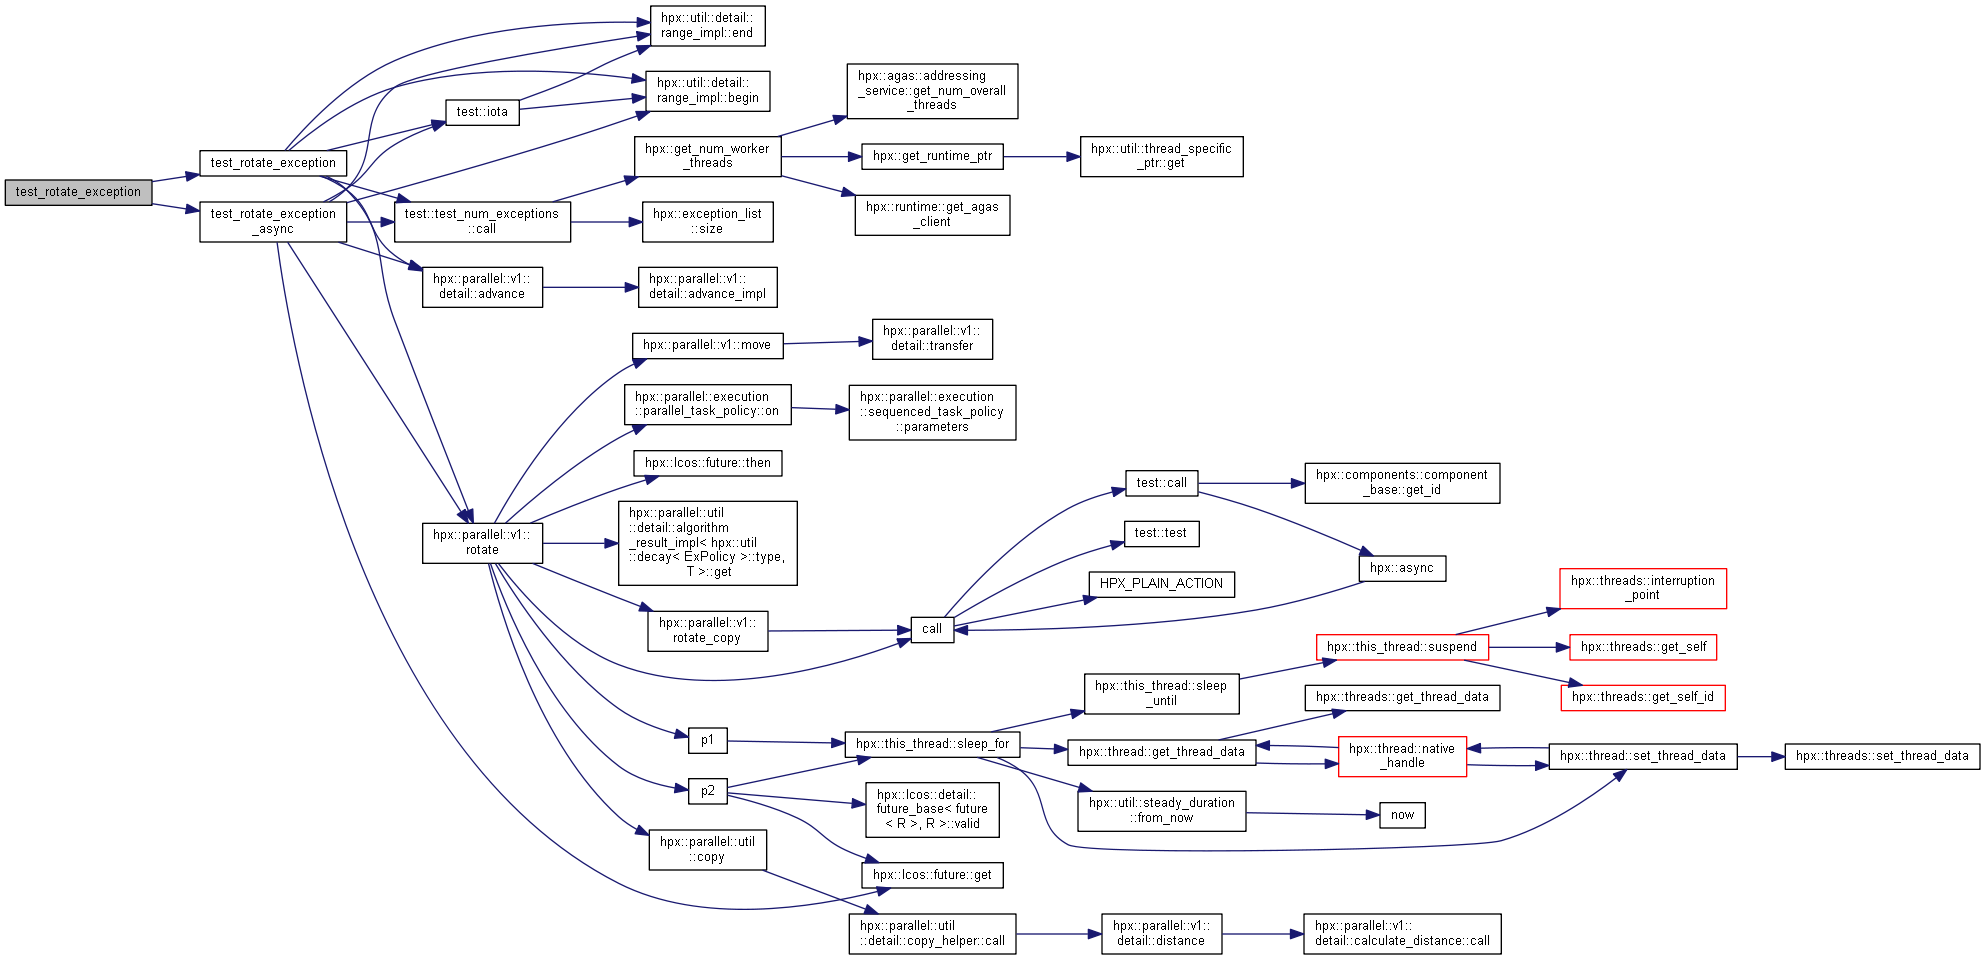 test_rotate_exception
test_rotate_exception
test_rotate_exception
_async
hpx::util::detail::
range_impl::end
hpx::util::detail::
range_impl::begin
test::iota
test::test_num_exceptions
::call
hpx::get_num_worker
_threads
hpx::agas::addressing
_service::get_num_overall
_threads
hpx::get_runtime_ptr
hpx::util::thread_specific
_ptr::get
hpx::runtime::get_agas
_client
hpx::exception_list
::size
hpx::parallel::v1::
detail::advance
hpx::parallel::v1::
detail::advance_impl
hpx::parallel::v1::
rotate
hpx::parallel::v1::move
hpx::parallel::v1::
detail::transfer
hpx::parallel::execution
::parallel_task_policy::on
hpx::parallel::execution
::sequenced_task_policy
::parameters
hpx::lcos::future::then
hpx::parallel::util
::detail::algorithm
_result_impl< hpx::util
::decay< ExPolicy >::type,
T >::get
hpx::parallel::v1::
rotate_copy
call
test::call
hpx::components::component
_base::get_id
test::test
hpx::async
HPX_PLAIN_ACTION
p1
p2
hpx::this_thread::sleep_for
hpx::this_thread::sleep
_until
hpx::this_thread::suspend
hpx::threads::interruption
_point
hpx::threads::get_self
hpx::threads::get_self_id
hpx::threads::get_thread_data
hpx::thread::get_thread_data
hpx::thread::native
_handle
hpx::thread::set_thread_data
hpx::threads::set_thread_data
hpx::util::steady_duration
::from_now
now
hpx::lcos::detail::
future_base< future
< R >, R >::valid
hpx::lcos::future::get
hpx::parallel::util
::copy
hpx::parallel::util
::detail::copy_helper::call
hpx::parallel::v1::
detail::distance
hpx::parallel::v1::
detail::calculate_distance::call